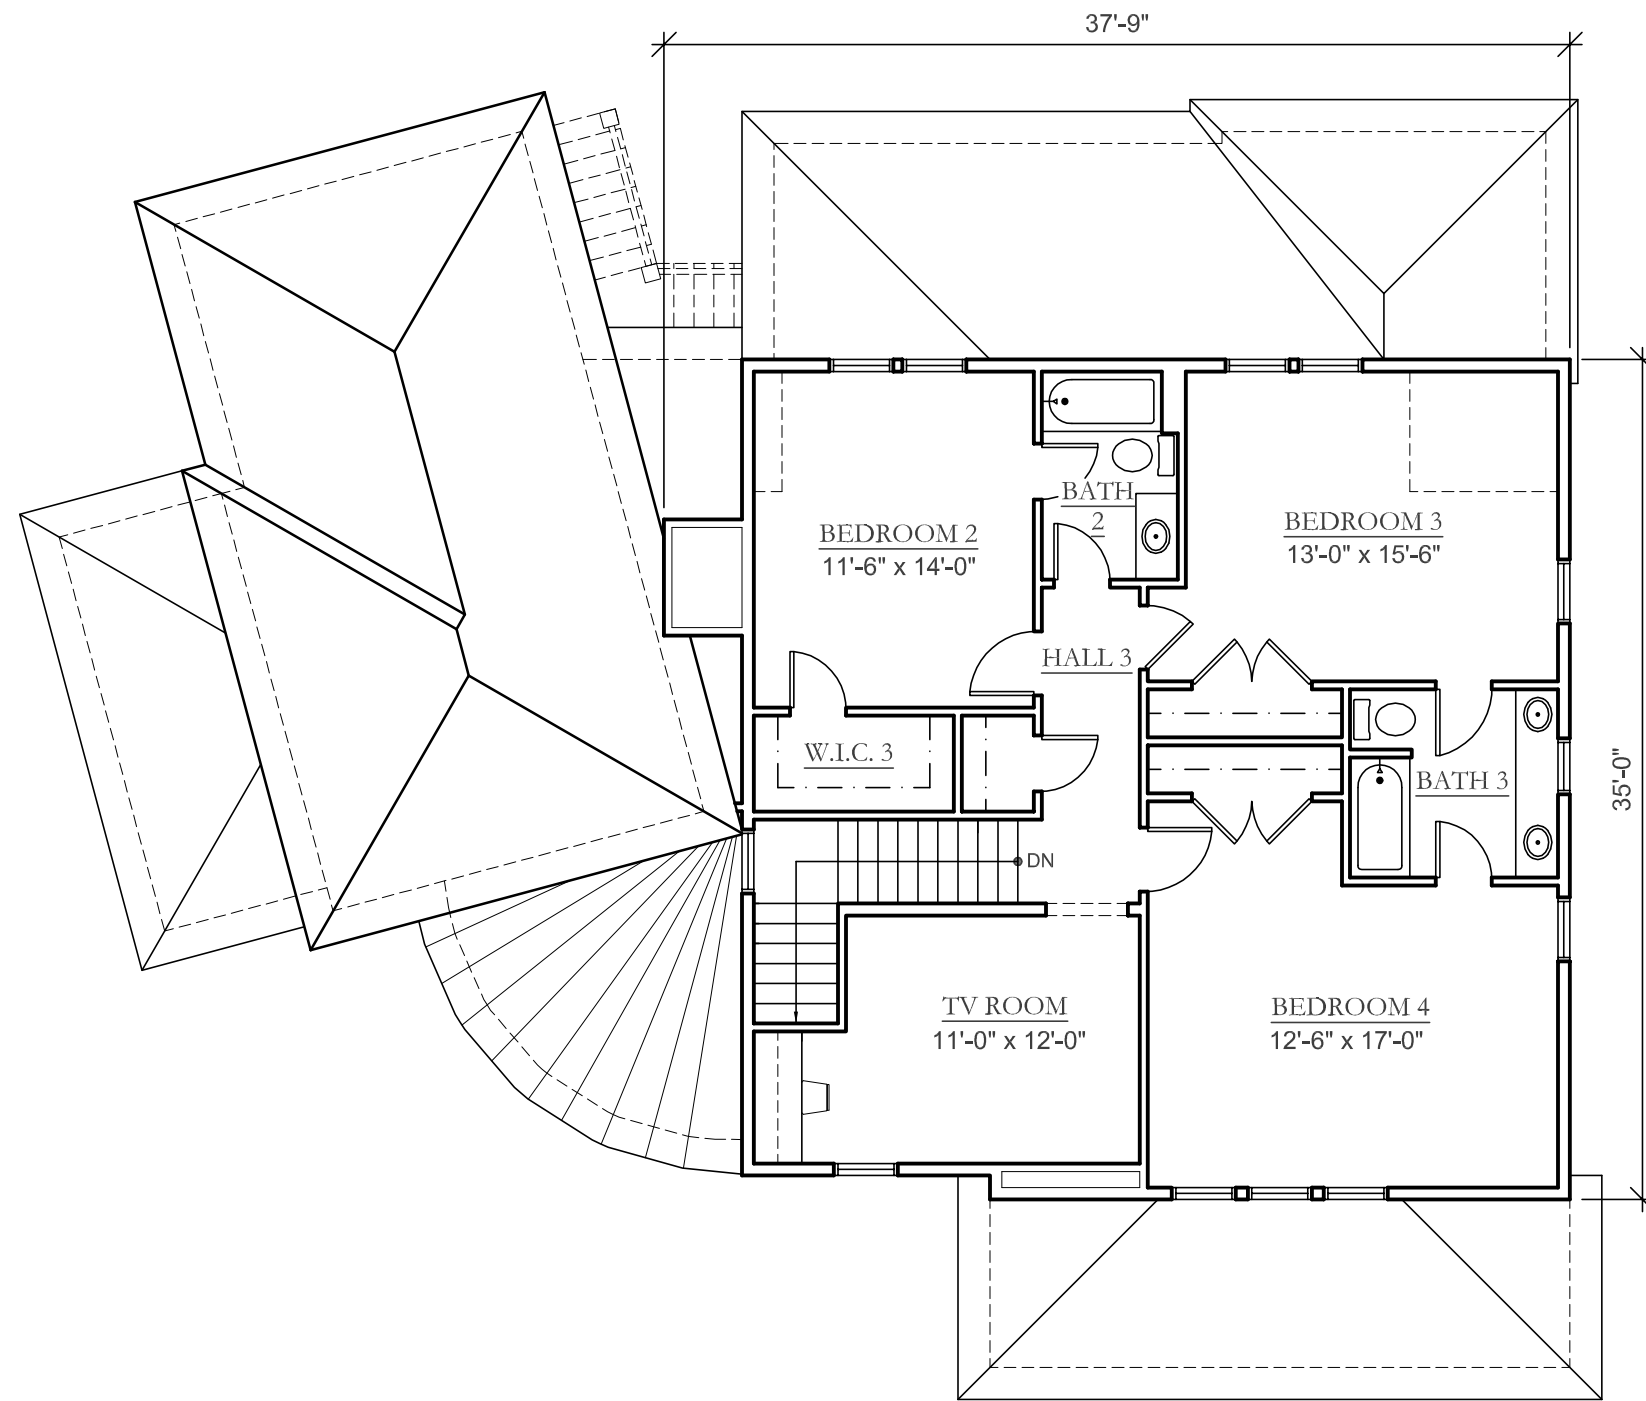 37'-9"
BATH
2
BEDROOM 2
11'-6" x 14'-0"
BEDROOM 3
13'-0" x 15'-6"
HALL 3
W.I.C. 3
BATH 3
35'-0"
DN
TV ROOM
11'-0" x 12'-0"
BEDROOM 4
12'-6" x 17'-0"